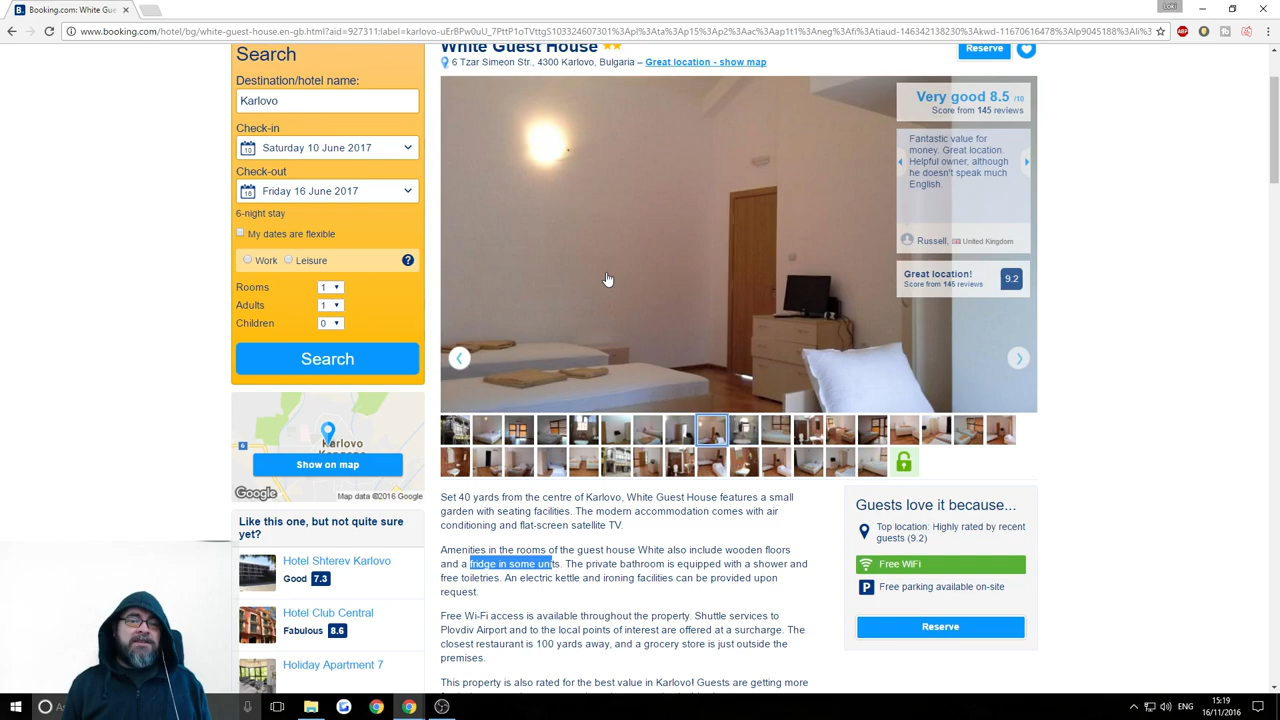 Booking.com: White Gues
Loki
https://www.booking.com/hotel/bg/white-guest-house.en-gb.html?aid=927311;label=karlovo-
Search
Destination/hotel name:
Karlovo
Check-in
10
Saturday 10 June 2017
Check-out
16
Friday 16 June 2017
6-night stay
My dates are flexible
Work Leisure ?
Rooms 1
Adults 1
Children 0
Search
Karlovo
6
Show on map
Google
Map data ©2016 Google
Like this one, but not quite sure
yet?
Hotel Shterev Karlovo
Good 7.3
Hotel Club Central
Fabulous 8.6
Holiday Apartment 7
White Guest House
Reserve
6 Tzar Simeon Str., 4300 Karlovo, Bulgaria – Great location - show map
Very good 8.5 /10
Score from 145 reviews
Fantastic value for
money. Great location.
Helpful owner, although
he doesn't speak much
English.
Russell, United Kingdom
Great location!
Score from 145 reviews
9.2
Set 40 yards from the centre of Karlovo, White Guest House features a small
garden with seating facilities. The modern accommodation comes with air
conditioning and flat-screen satellite TV.
Amenities in the rooms of the guest house White also include wooden floors
and a fridge in some units. The private bathroom is equipped with a shower and
free toiletries. An electric kettle and ironing facilities can be provided upon
request.
Free Wi-Fi access is available throughout the property. Shuttle services to
Plovdiv Airport and to the local points of interest are offered at a surcharge. The
closest restaurant is 100 yards away, and a grocery store is just outside the
premises.
This property is also rated for the best value in Karlovo! Guests are getting more
Guests love it because...
Top location: Highly rated by recent
guests (9.2)
Free WiFi
P Free parking available on-site
Reserve
ENG
15:19
16/11/2016